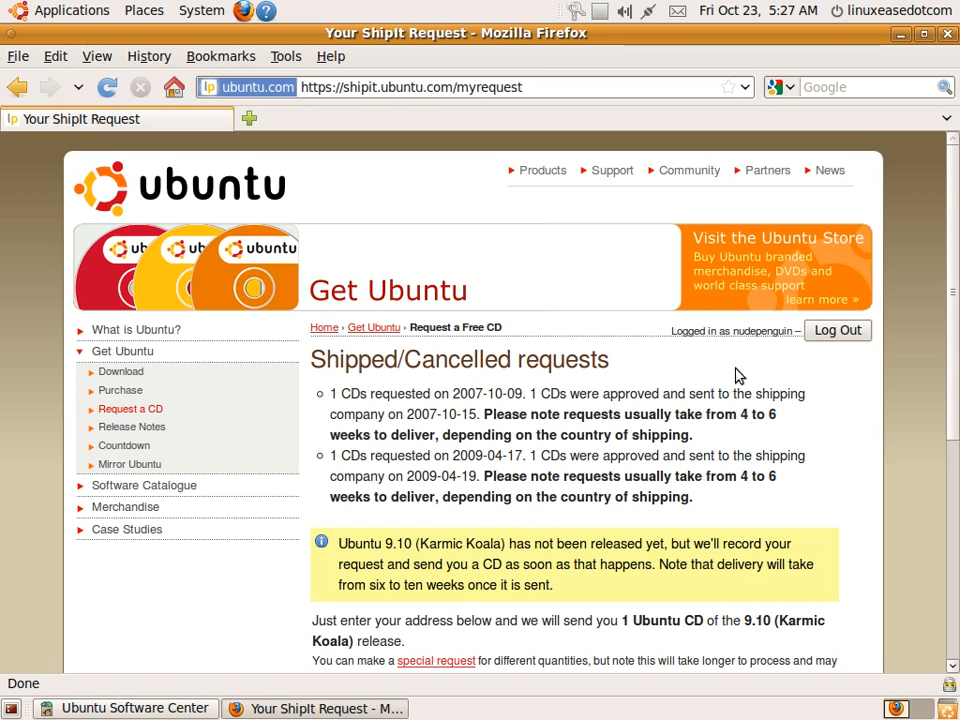 Applications Places System Fri Oct 23, 5:27 AM linuxeasedotcom
Your ShipIt Request - Mozilla Firefox
File Edit View History Bookmarks Tools Help
lp ubuntu.com https://shipit.ubuntu.com/myrequest Google
lp Your ShipIt Request
ubuntu
Products Support Community Partners News
ub ub ubuntu
Get Ubuntu
Visit the Ubuntu Store
Buy Ubuntu branded
merchandise, DVDs and
world class support
learn more »
What is Ubuntu?
Get Ubuntu
Download
Purchase
Request a CD
Release Notes
Countdown
Mirror Ubuntu
Software Catalogue
Merchandise
Case Studies
Home › Get Ubuntu › Request a Free CD
Logged in as nudepenguin – Log Out
Shipped/Cancelled requests
1 CDs requested on 2007-10-09. 1 CDs were approved and sent to the shipping
company on 2007-10-15. Please note requests usually take from 4 to 6
weeks to deliver, depending on the country of shipping.
1 CDs requested on 2009-04-17. 1 CDs were approved and sent to the shipping
company on 2009-04-19. Please note requests usually take from 4 to 6
weeks to deliver, depending on the country of shipping.
Ubuntu 9.10 (Karmic Koala) has not been released yet, but we'll record your
request and send you a CD as soon as that happens. Note that delivery will take
from six to ten weeks once it is sent.
Just enter your address below and we will send you 1 Ubuntu CD of the 9.10 (Karmic
Koala) release.
You can make a special request for different quantities, but note this will take longer to process and may
Done
Ubuntu Software Center Your ShipIt Request - M...